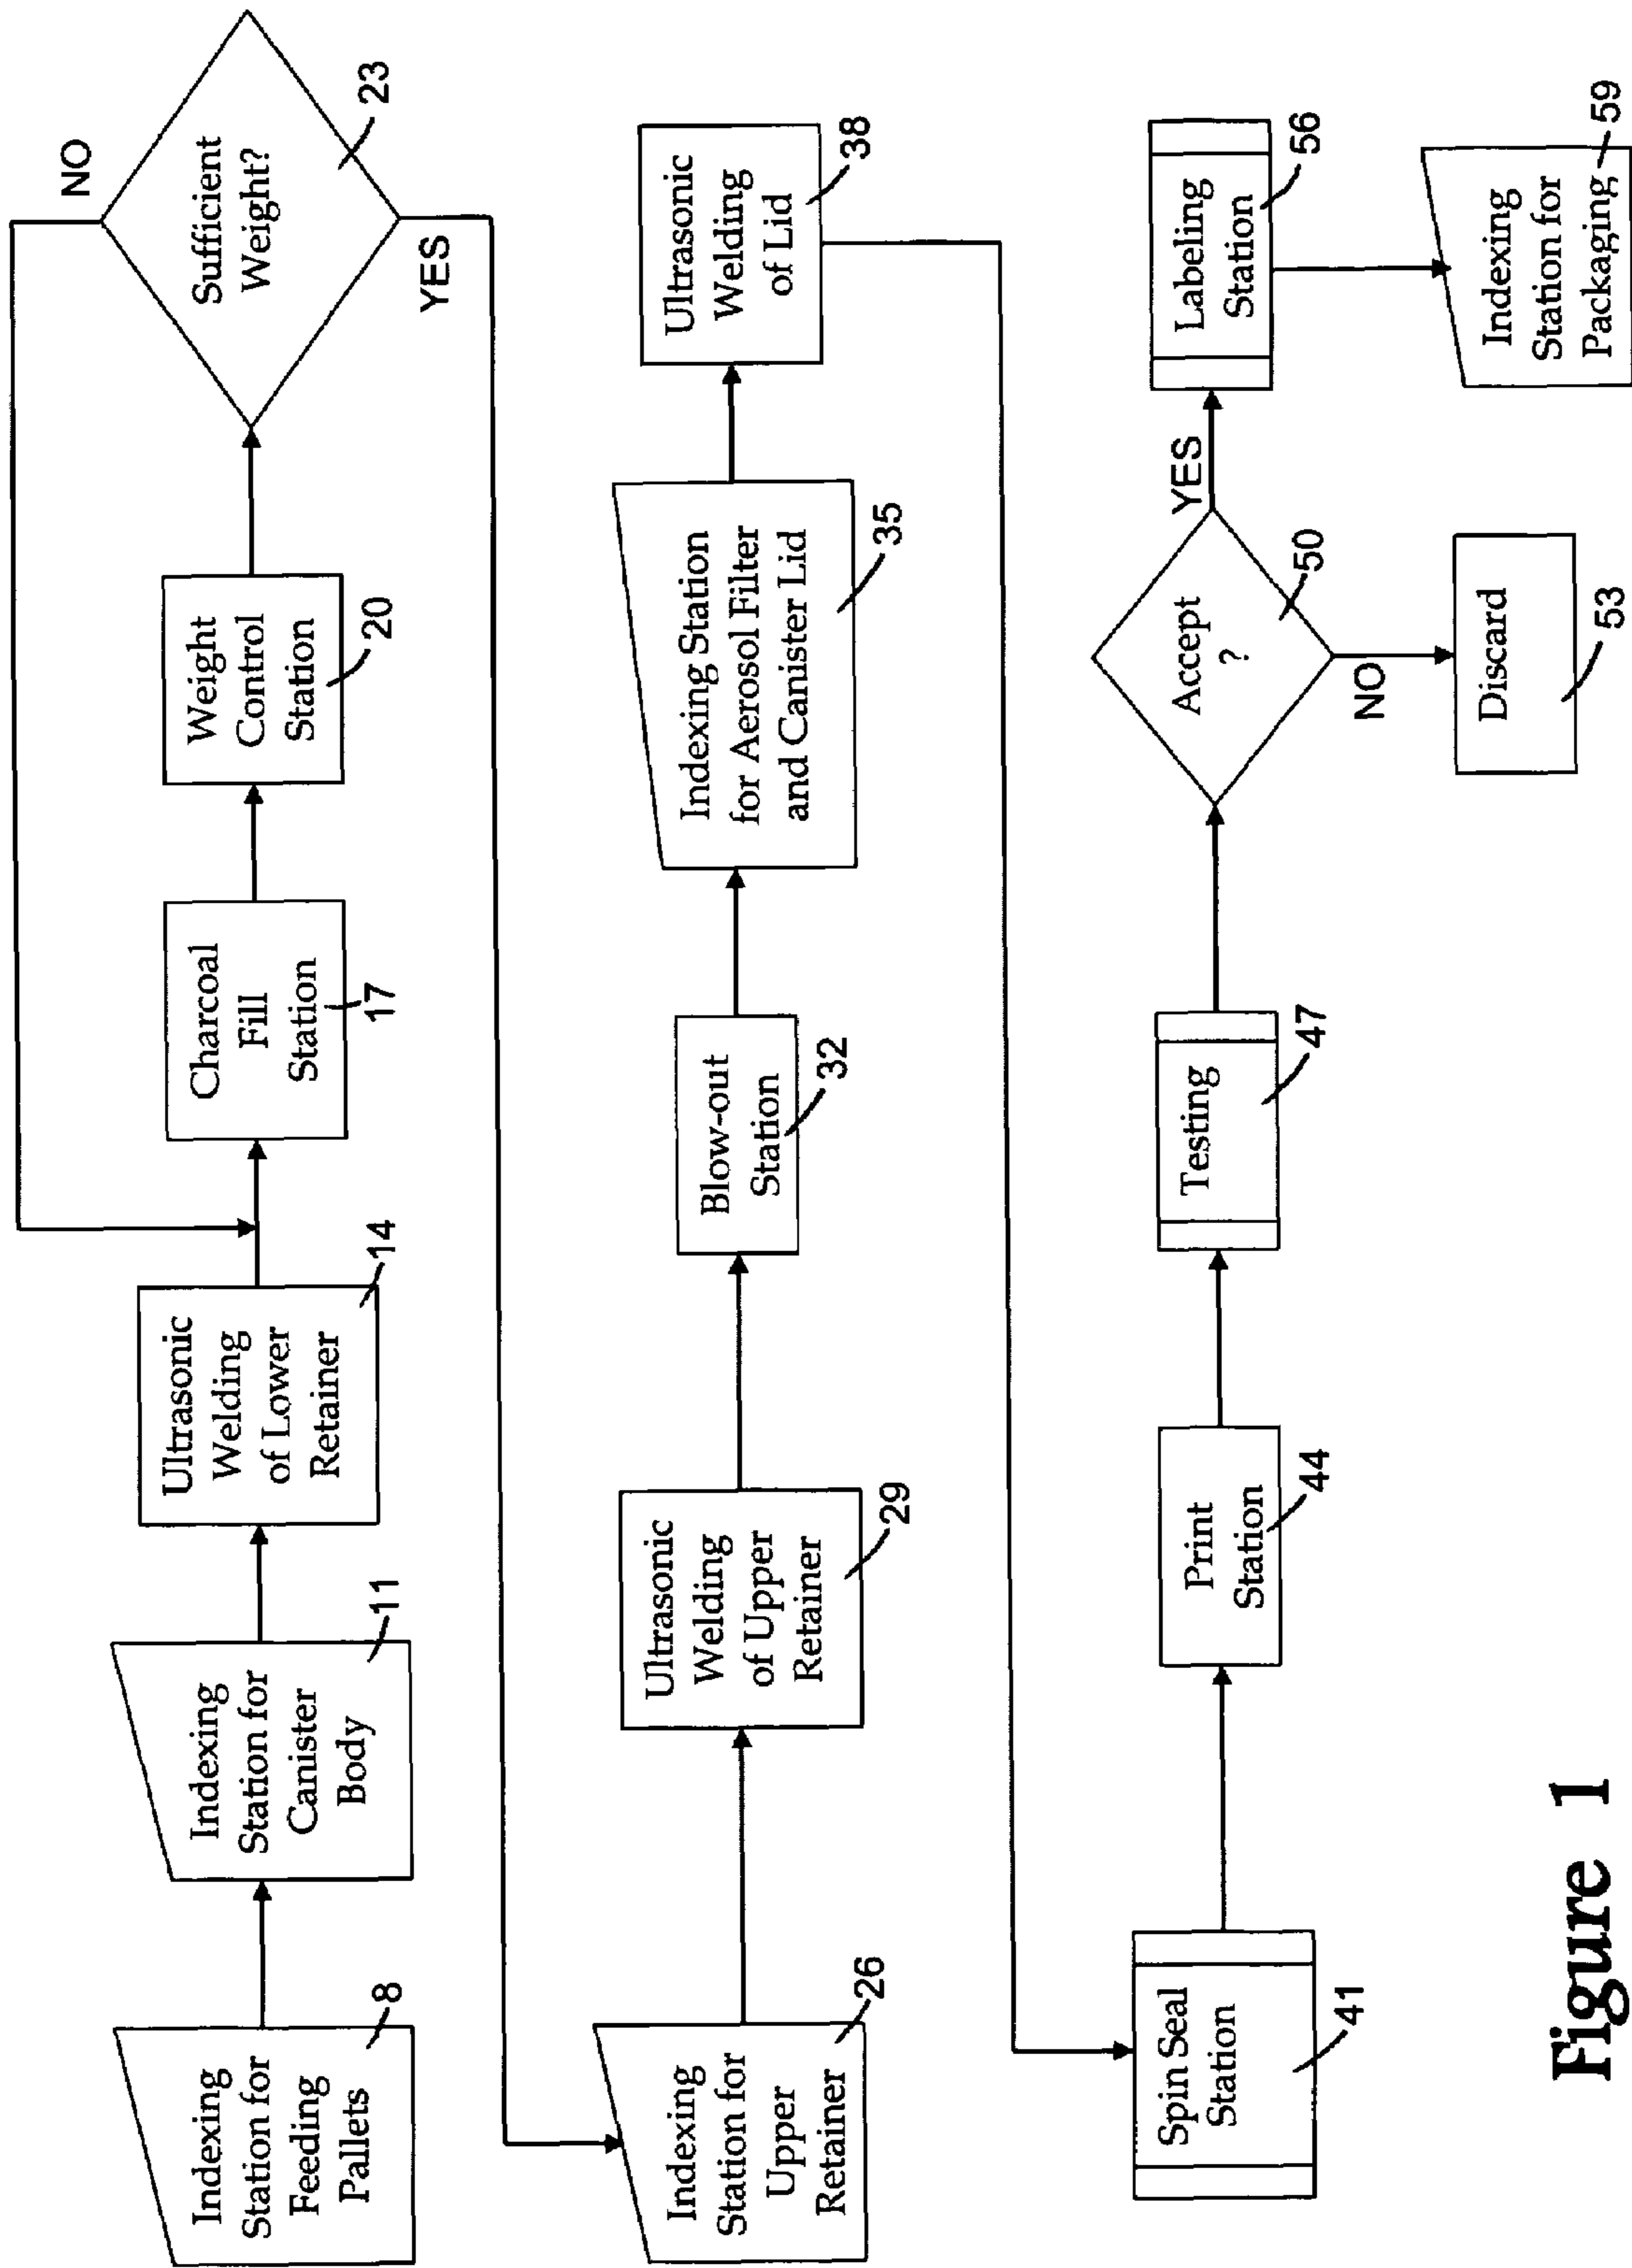 Indexing
Station for
Feeding
Pallets
8
Indexing
Station for
Canister
Body
11
Ultrasonic
Welding
of Lower
Retainer
14
Charcoal
Fill
Station
17
Weight
Control
Station
20
Sufficient
Weight?
23
NO
YES
Indexing
Station for
Upper
Retainer
26
Ultrasonic
Welding
of Upper
Retainer
29
Blow-out
Station
32
Indexing Station
for Aerosol Filter
and Canister Lid
35
Ultrasonic
Welding
of Lid
38
Spin Seal
Station
41
Print
Station
44
Testing
47
Accept
?
50
YES
NO
Discard
53
Labeling
Station
56
Indexing
Station for
Packaging
59
Figure 1